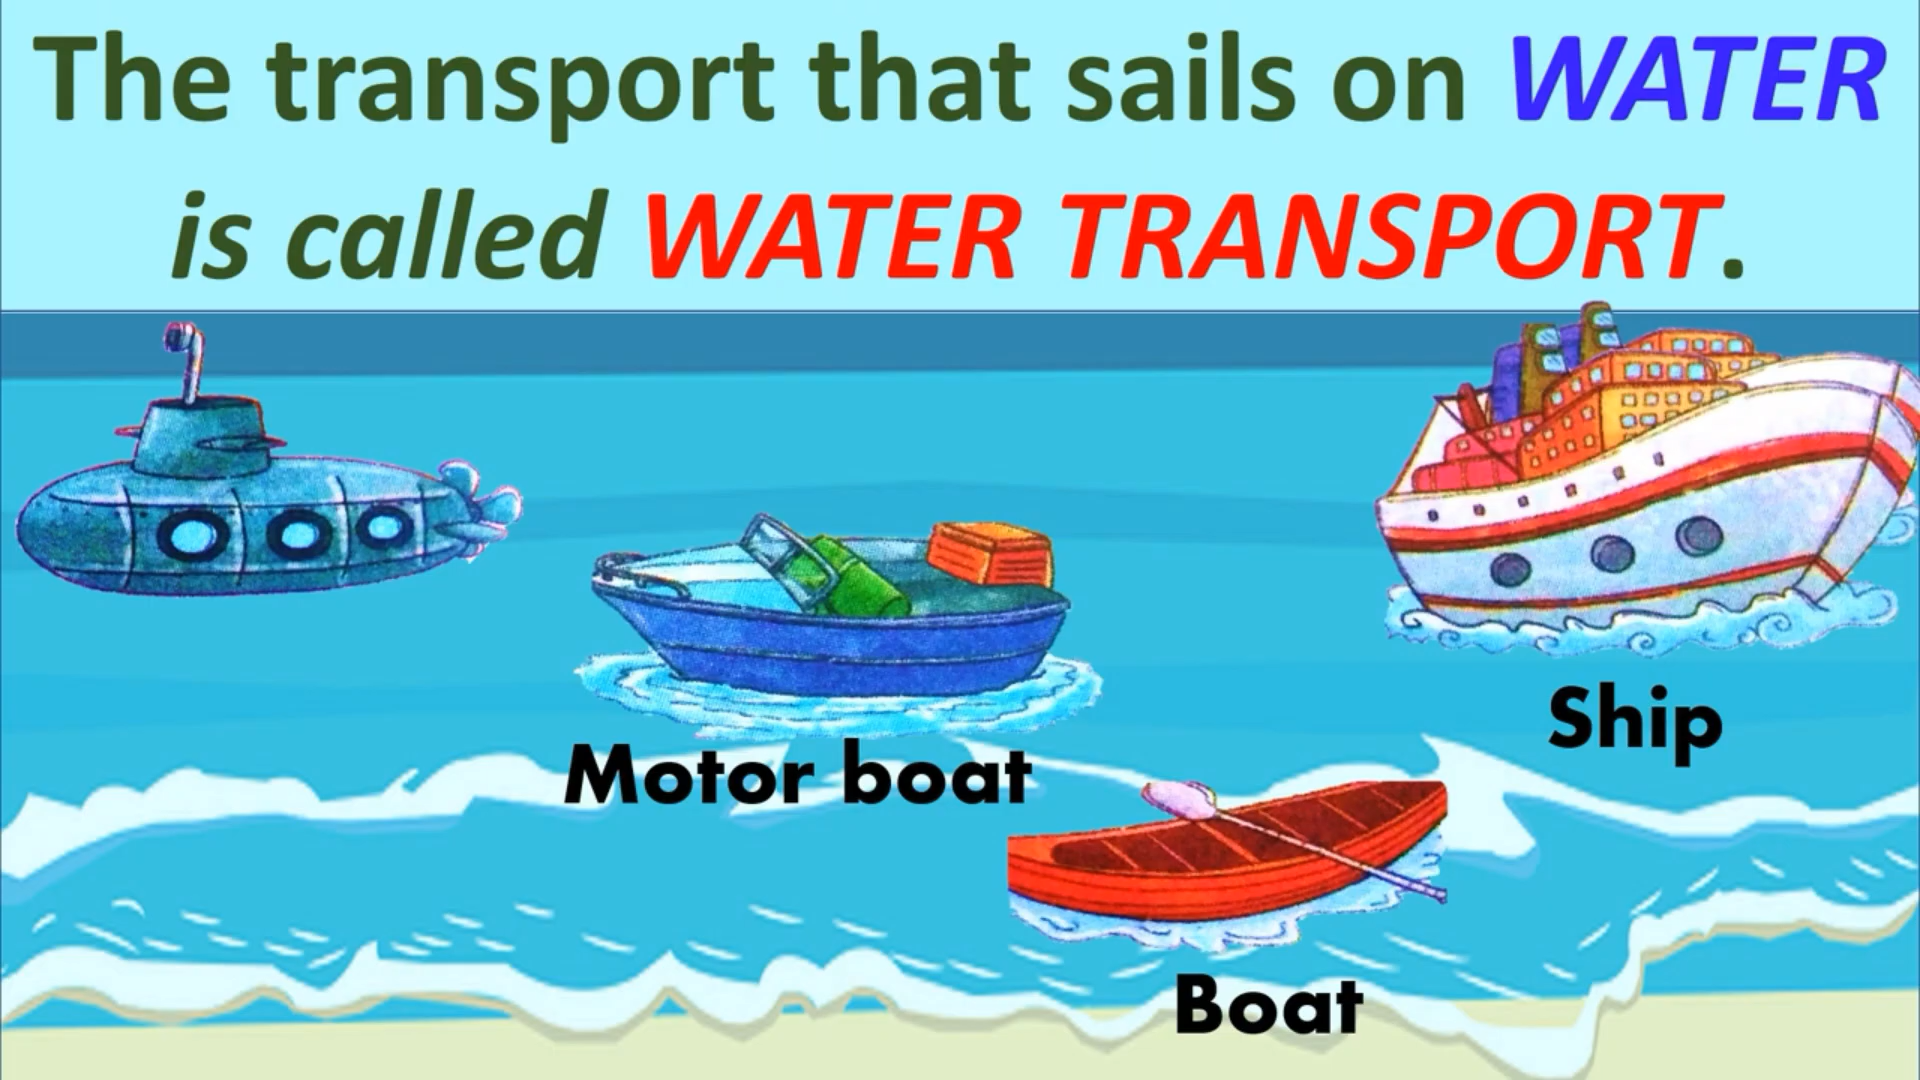 The transport that sails on WATER
is called WATER TRANSPORT.
Ship
Motor boat
Boat